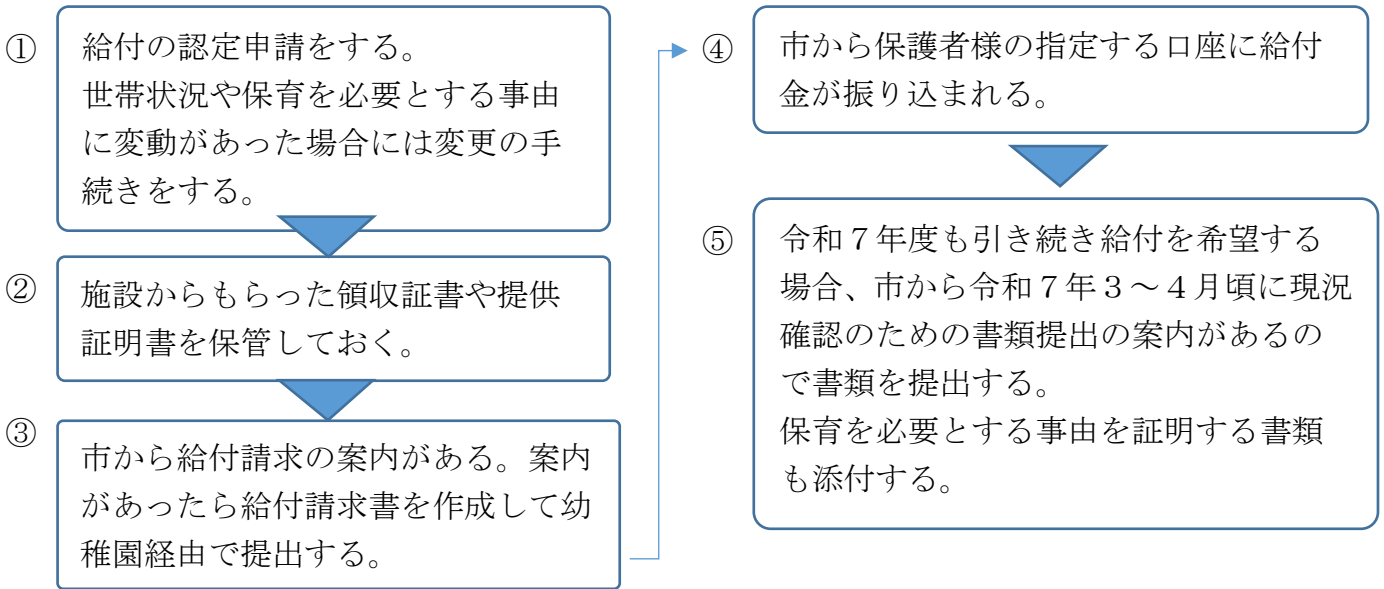 ①
給付の認定申請をする。
世帯状況や保育を必要とする事由
に変動があった場合には変更の手
続きをする。
②
施設からもらった領収証書や提供
証明書を保管しておく。
③
市から給付請求の案内がある。案内
があったら給付請求書を作成して幼
稚園経由で提出する。
④
市から保護者様の指定する口座に給付
金が振り込まれる。
⑤
令和７年度も引き続き給付を希望する
場合、市から令和７年３～４月頃に現況
確認のための書類提出の案内があるの
で書類を提出する。
保育を必要とする事由を証明する書類
も添付する。